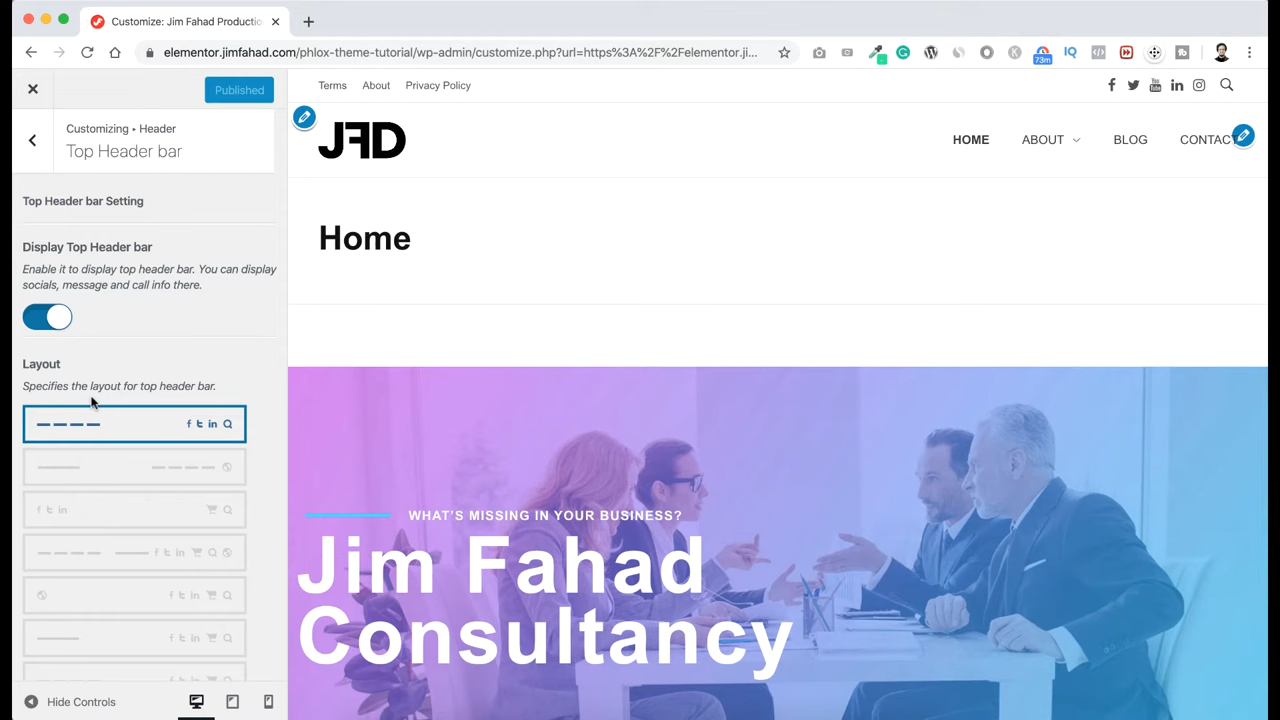 Customize: Jim Fahad Productio
elementor.jimfahad.com/phlox-theme-tutorial/wp-admin/customize.php?url=https%3A%2F%2Felementor.ji...
IQ
73m
Published
Customizing ▸ Header
Top Header bar
Top Header bar Setting
Display Top Header bar
Enable it to display top header bar. You can display
socials, message and call info there.
Layout
Specifies the layout for top header bar.
Hide Controls
Terms About Privacy Policy
JFD
HOME ABOUT BLOG CONTACT
Home
WHAT'S MISSING IN YOUR BUSINESS?
Jim Fahad
Consultancy